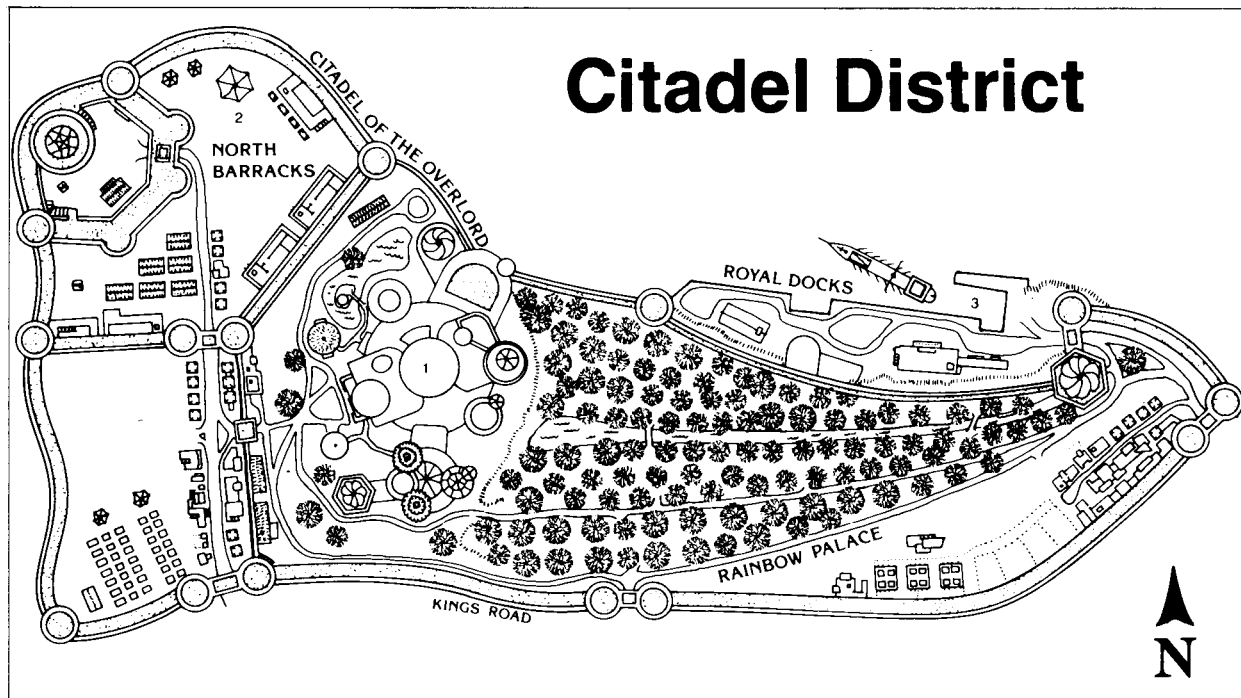 Citadel District
CITADEL OF THE OVERLORD
2
NORTH
BARRACKS
ROYAL DOCKS
3
1
RAINBOW PALACE
KINGS ROAD
N